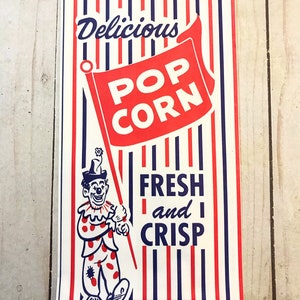 Delicious
POP
CORN
FRESH
and
CRISP